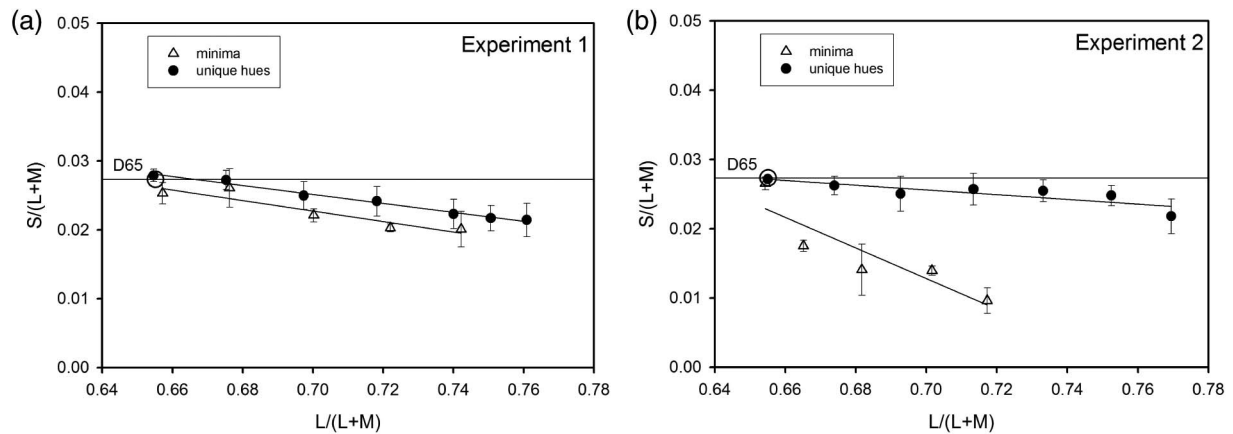 (a)
Experiment 1
minima
unique hues
D65
S/(L+M)
0.05
0.04
0.03
0.02
0.01
0.00
0.64 0.66 0.68 0.70 0.72 0.74 0.76 0.78
L/(L+M)
(b)
Experiment 2
minima
unique hues
D65
S/(L+M)
0.05
0.04
0.03
0.02
0.01
0.00
0.64 0.66 0.68 0.70 0.72 0.74 0.76 0.78
L/(L+M)